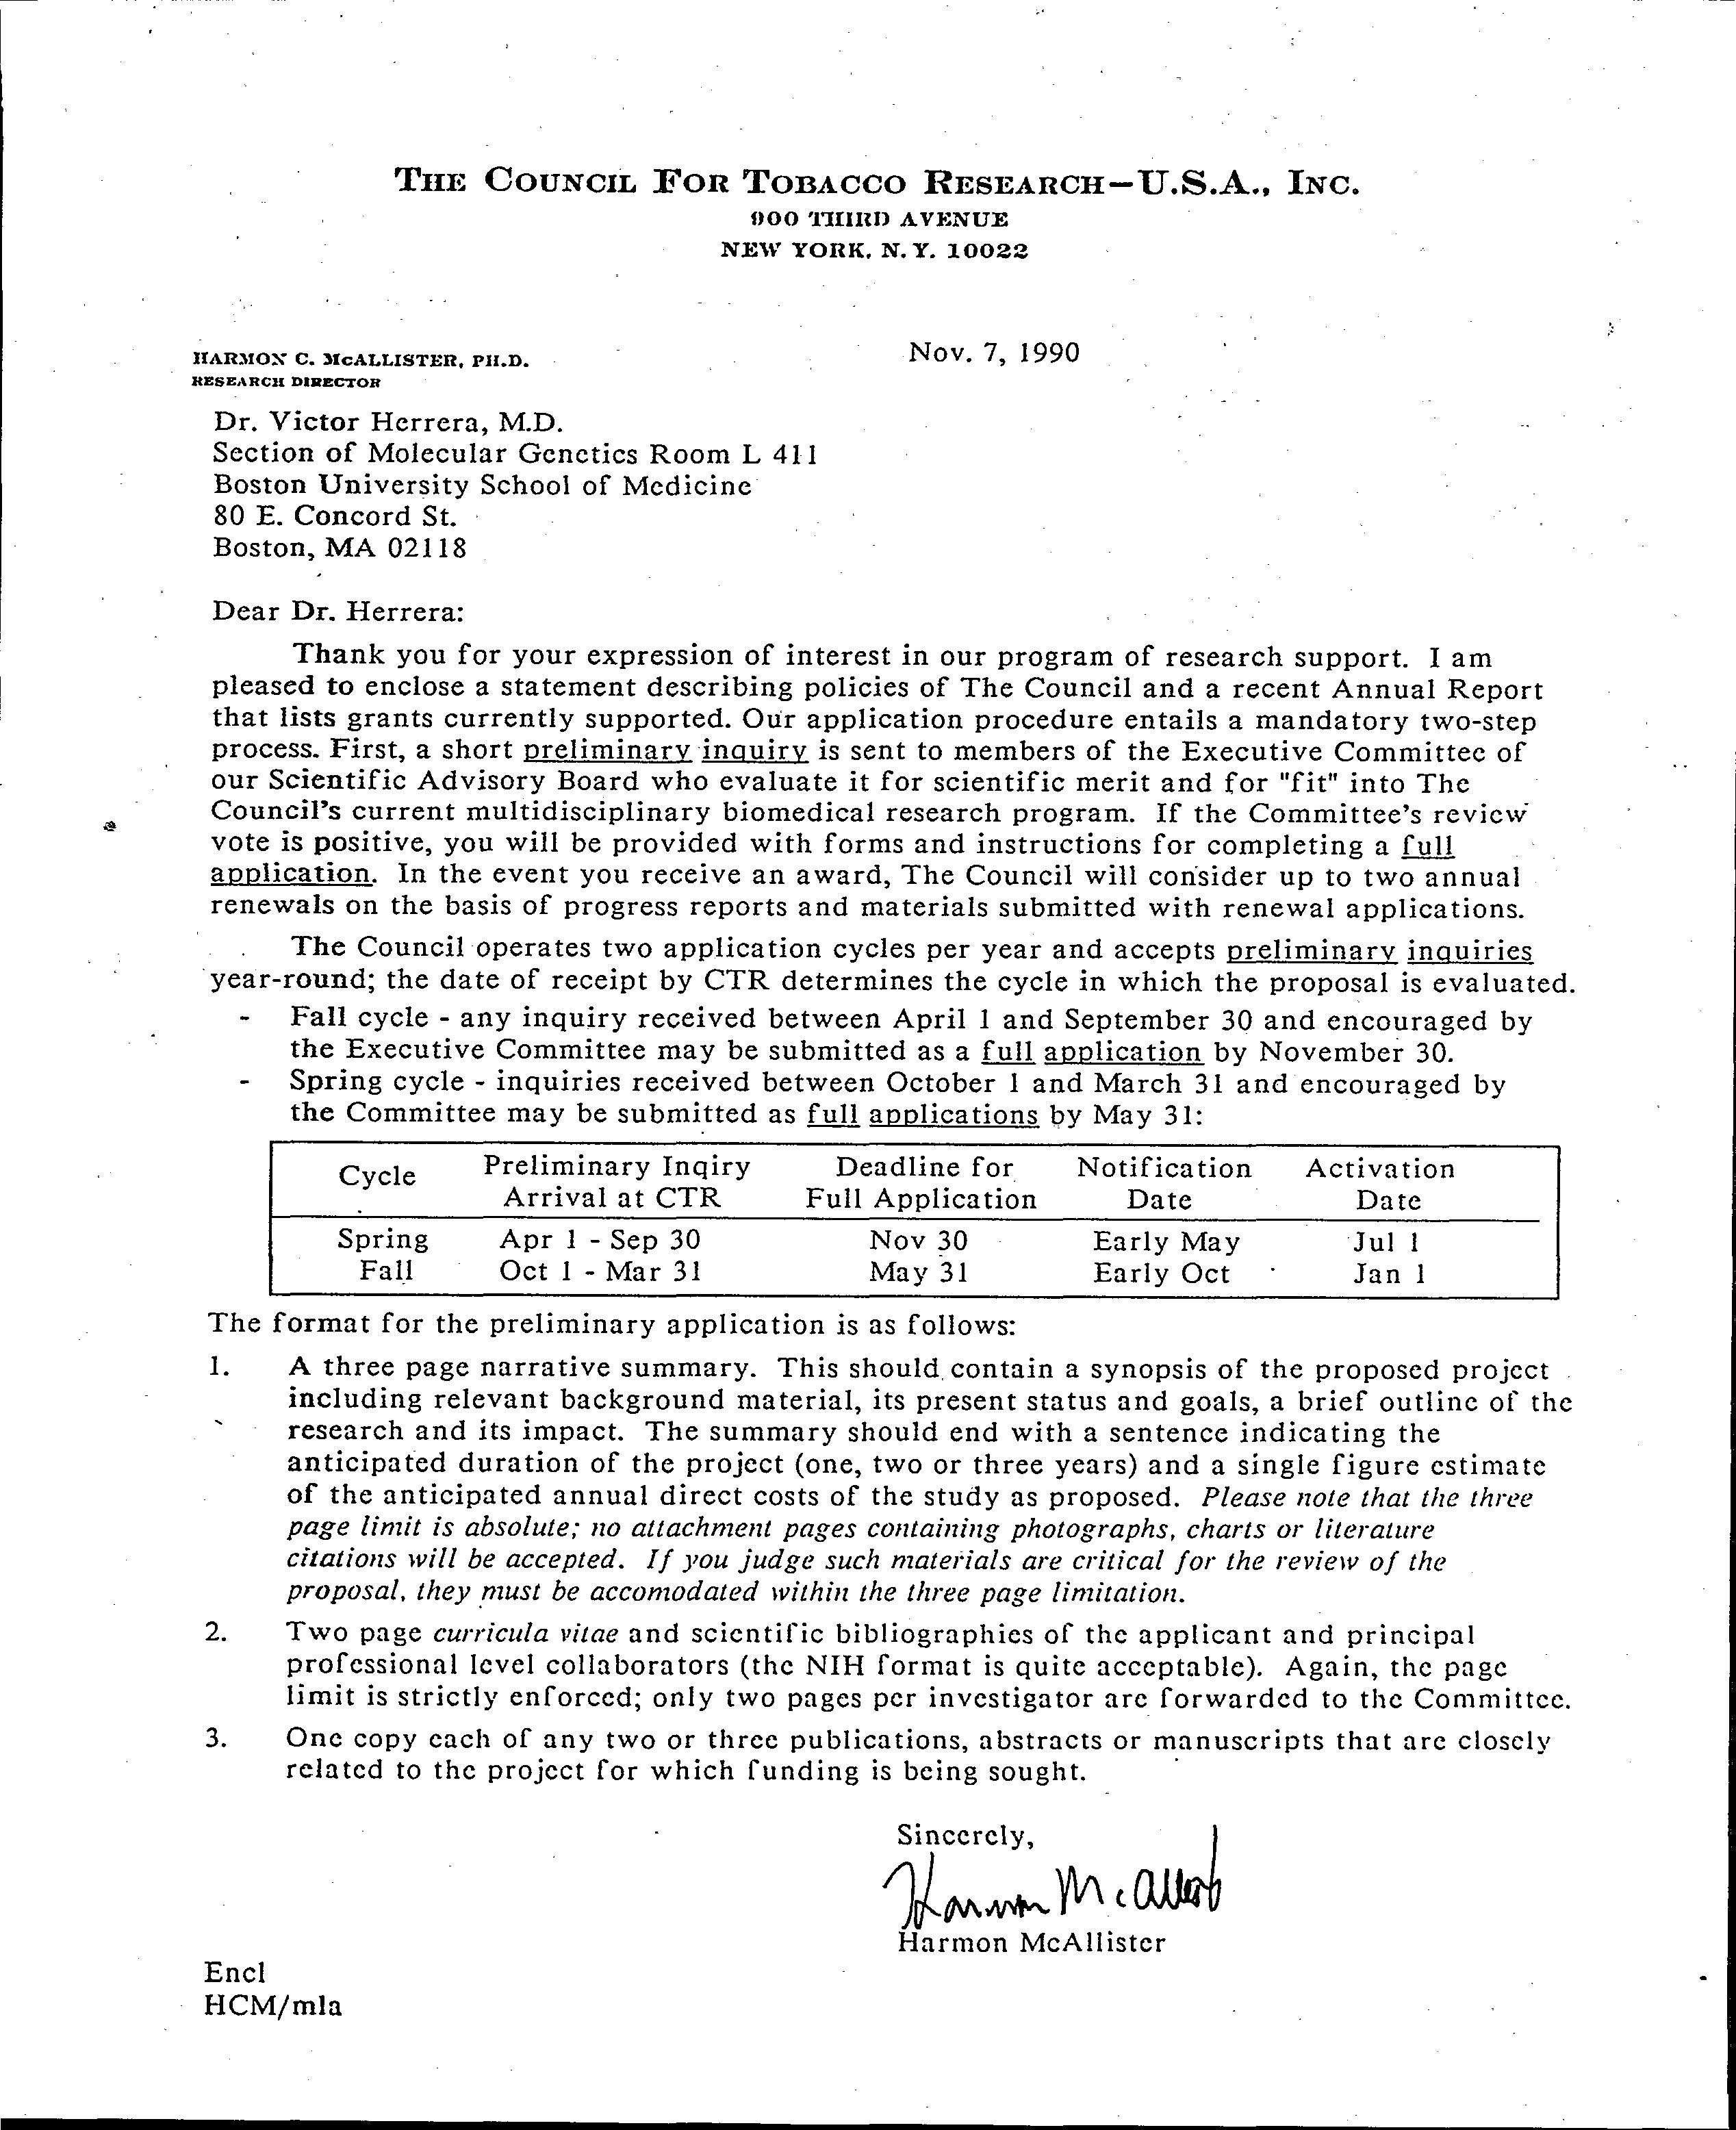 THE COUNCIL FOR TOBACCO RESEARCH—U.S.A., INC.
900 THIRD AVENUE
NEW YORK, N.Y. 10022
HARMON C. McALLISTER, PH.D.
RESEARCH DIRECTOR
Nov. 7, 1990
Dr. Victor Herrera, M.D.
Section of Molecular Genetics Room L 411
Boston University School of Medicine
80 E. Concord St.
Boston, MA 02118
Dear Dr. Herrera:
Thank you for your expression of interest in our program of research support. I am
pleased to enclose a statement describing policies of The Council and a recent Annual Report
that lists grants currently supported. Our application procedure entails a mandatory two-step
process. First, a short preliminary inquiry is sent to members of the Executive Committee of
our Scientific Advisory Board who evaluate it for scientific merit and for "fit" into The
Council's current multidisciplinary biomedical research program. If the Committee's review
vote is positive, you will be provided with forms and instructions for completing a full
application. In the event you receive an award, The Council will consider up to two annual
renewals on the basis of progress reports and materials submitted with renewal applications.
The Council operates two application cycles per year and accepts preliminary inquiries
year-round; the date of receipt by CTR determines the cycle in which the proposal is evaluated.
- Fall cycle - any inquiry received between April 1 and September 30 and encouraged by
the Executive Committee may be submitted as a full application by November 30.
- Spring cycle - inquiries received between October 1 and March 31 and encouraged by
the Committee may be submitted as full applications by May 31:
Cycle Preliminary Inqiry Deadline for Notification Activation
Arrival at CTR Full Application Date Date
Spring Apr 1 - Sep 30 Nov 30 Early May Jul 1
Fall Oct 1 - Mar 31 May 31 Early Oct Jan 1
The format for the preliminary application is as follows:
1. A three page narrative summary. This should contain a synopsis of the proposed project
including relevant background material, its present status and goals, a brief outline of the
research and its impact. The summary should end with a sentence indicating the
anticipated duration of the project (one, two or three years) and a single figure estimate
of the anticipated annual direct costs of the study as proposed. Please note that the three
page limit is absolute; no attachment pages containing photographs, charts or literature
citations will be accepted. If you judge such materials are critical for the review of the
proposal, they must be accomodated within the three page limitation.
2. Two page curricula vitae and scientific bibliographies of the applicant and principal
professional level collaborators (the NIH format is quite acceptable). Again, the page
limit is strictly enforced; only two pages per investigator are forwarded to the Committee.
3. One copy each of any two or three publications, abstracts or manuscripts that are closely
related to the project for which funding is being sought.
Sincerely,
Harmon McAllister
Harmon McAllister
Encl
HCM/mla